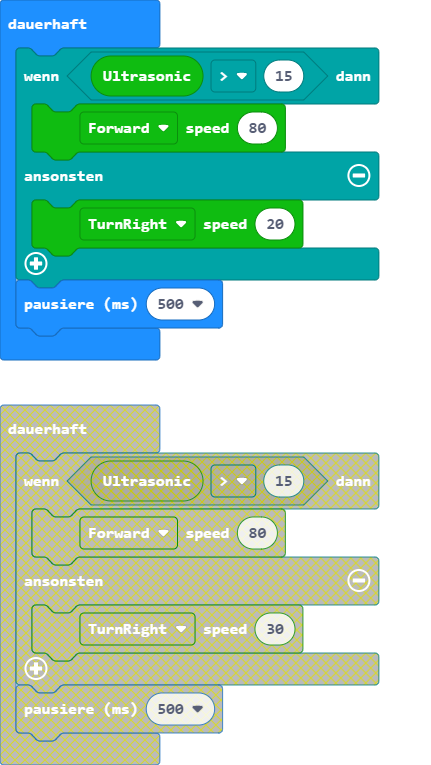 dauerhaft
wenn Ultrasonic > 15 dann
Forward speed 80
ansonsten
TurnRight speed 20
pausiere (ms) 500
dauerhaft
wenn Ultrasonic > 15 dann
Forward speed 80
ansonsten
TurnRight speed 30
pausiere (ms) 500